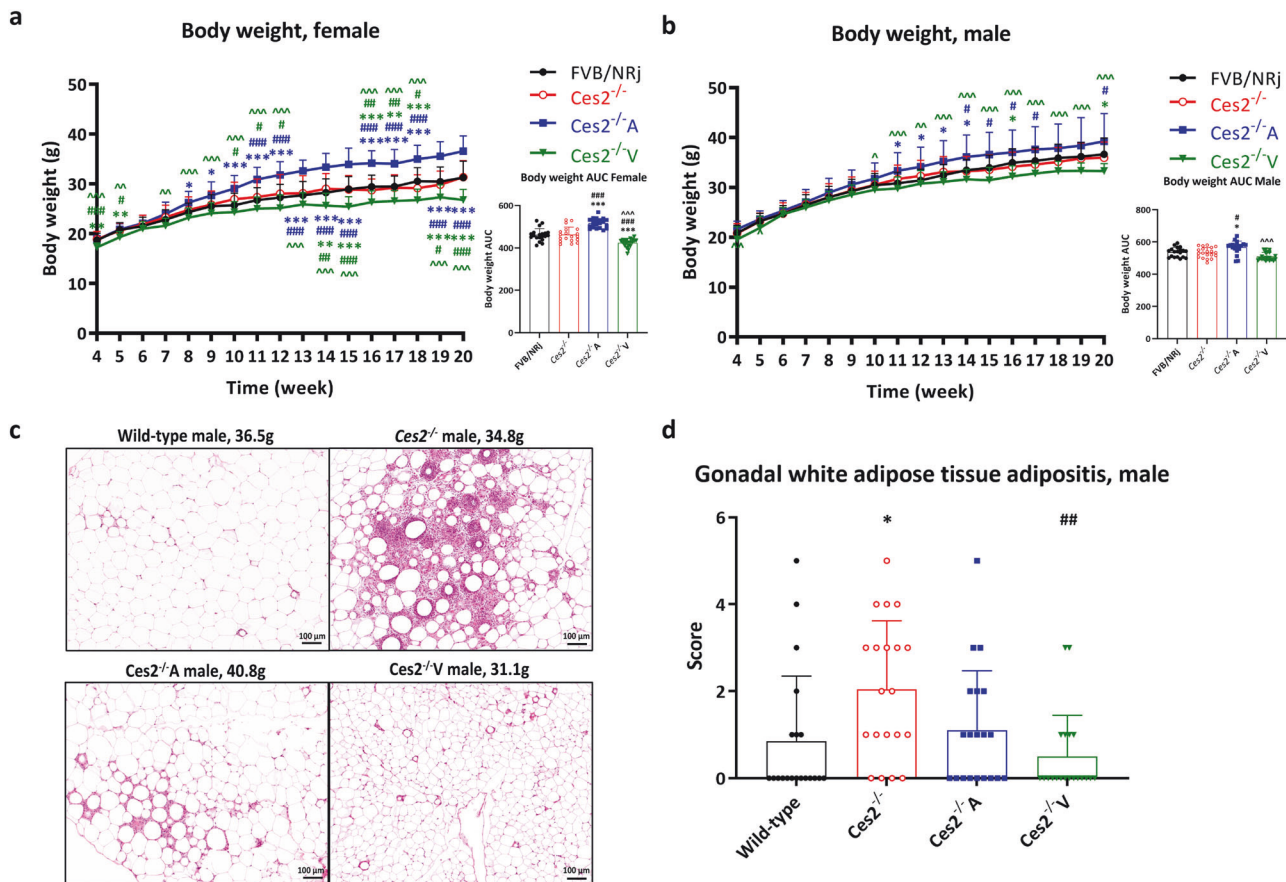 a
Body weight, female
Body weight (g)
50
40
30
20
10
0
4 5 6 7 8 9 10 11 12 13 14 15 16 17 18 19 20
Time (week)
FVB/NRj
Ces2-/-
Ces2-/-A
Ces2-/-V
Body weight AUC Female
Body weight AUC
600
400
200
0
FVB/NRj
Ces2-/-
Ces2-/- A
Ces2-/-V
b
Body weight, male
Body weight (g)
50
40
30
20
10
0
4 5 6 7 8 9 10 11 12 13 14 15 16 17 18 19 20
Time (week)
FVB/NRj
Ces2-/-
Ces2-/-A
Ces2-/-V
Body weight AUC Male
Body weight AUC
800
600
400
200
0
FVB/NRj
Ces2-/-
Ces2-/- A
Ces2-/-V
c
Wild-type male, 36.5g
100 µm
Ces2-/- male, 34.8g
100 µm
Ces2-/-A male, 40.8g
100 µm
Ces2-/-V male, 31.1g
100 µm
d
Gonadal white adipose tissue adipositis, male
Score
6
4
2
0
*
##
Wild-type
Ces2-/-
Ces2-/- A
Ces2-/- V